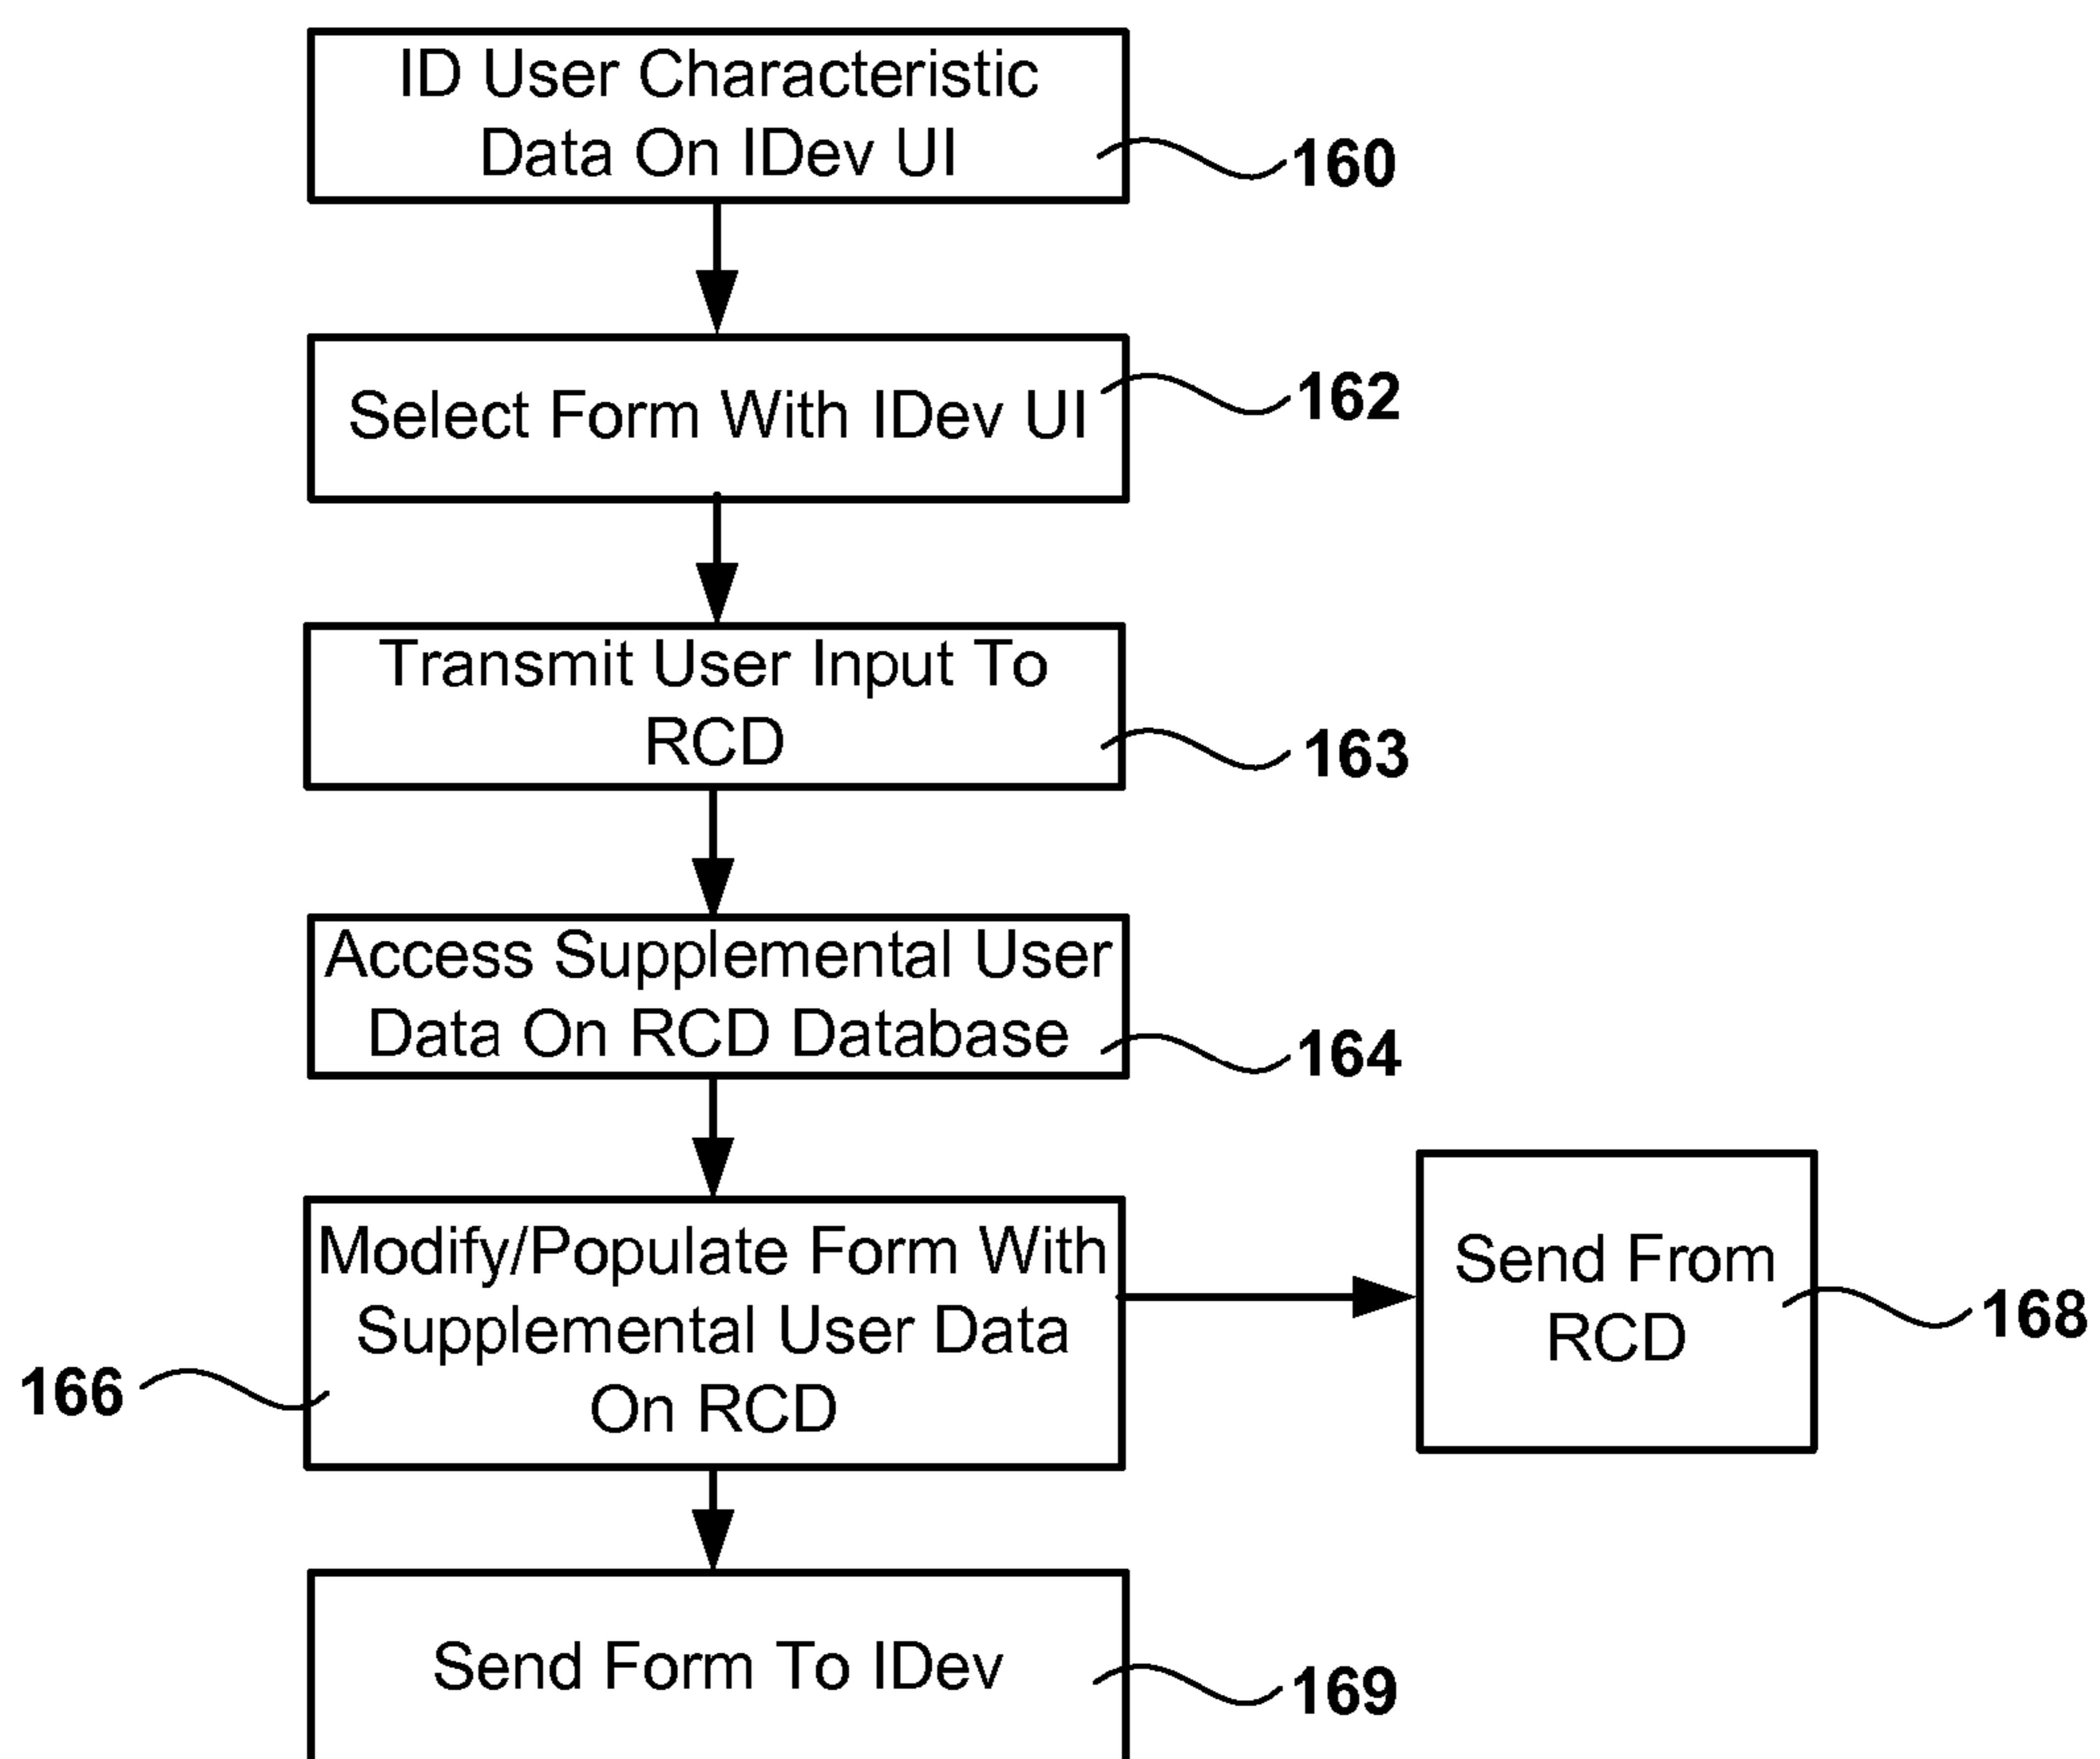 ID User Characteristic
Data On IDev UI
160
Select Form With IDev UI
162
Transmit User Input To
RCD
163
Access Supplemental User
Data On RCD Database
164
Modify/Populate Form With
Supplemental User Data
On RCD
166
Send From
RCD
168
Send Form To IDev
169